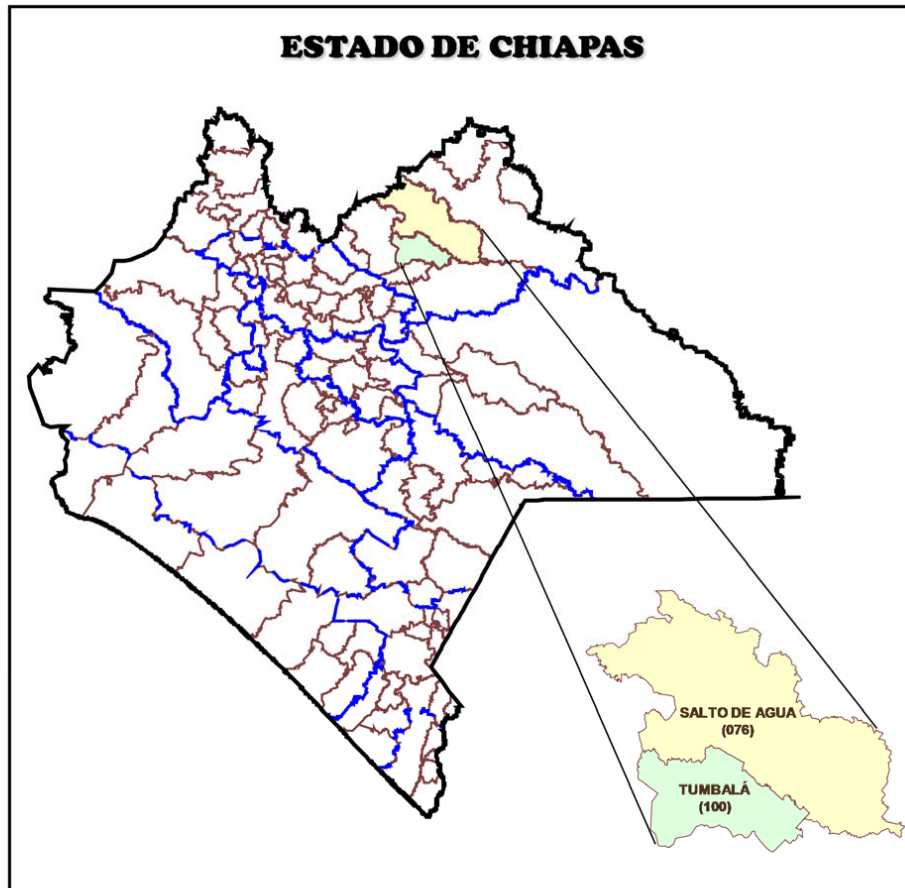 ESTADO DE CHIAPAS
SALTO DE AGUA
(076)
TUMBALÁ
(100)